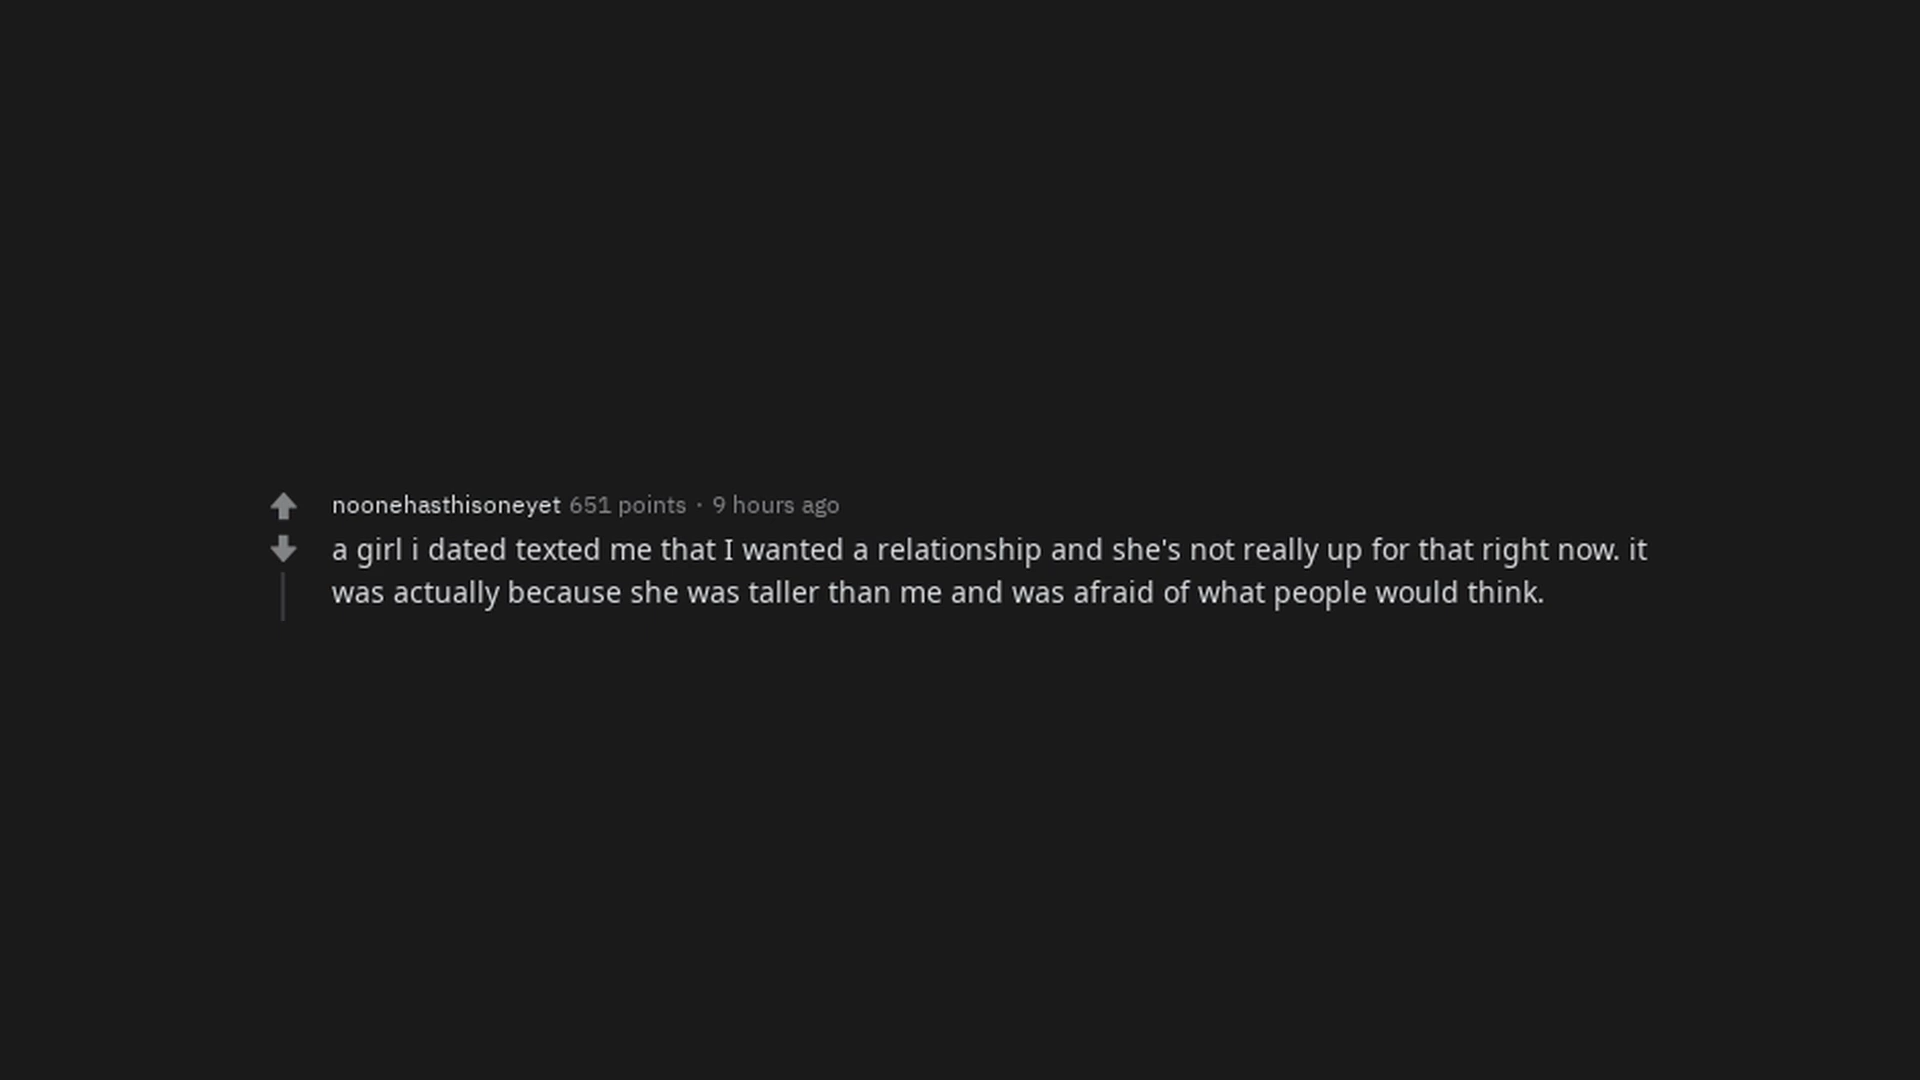 noonehasthisoneyet 651 points · 9 hours ago
a girl i dated texted me that I wanted a relationship and she's not really up for that right now. it
was actually because she was taller than me and was afraid of what people would think.